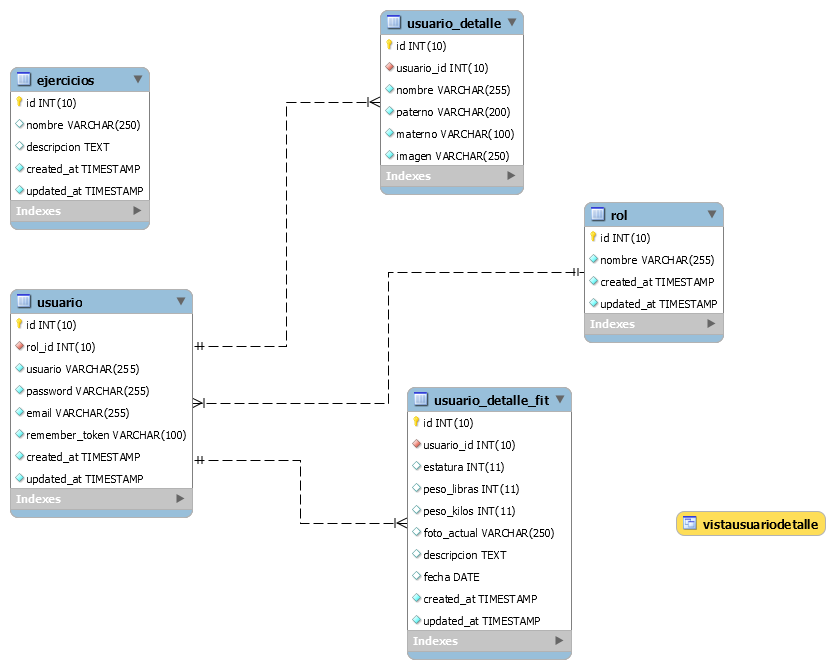 usuario_detalle
id INT(10)
usuario_id INT(10)
nombre VARCHAR(255)
paterno VARCHAR(200)
materno VARCHAR(100)
imagen VARCHAR(250)
Indexes
ejercicios
id INT(10)
nombre VARCHAR(250)
descripcion TEXT
created_at TIMESTAMP
updated_at TIMESTAMP
Indexes
rol
id INT(10)
nombre VARCHAR(255)
created_at TIMESTAMP
updated_at TIMESTAMP
Indexes
usuario
id INT(10)
rol_id INT(10)
usuario VARCHAR(255)
password VARCHAR(255)
email VARCHAR(255)
remember_token VARCHAR(100)
created_at TIMESTAMP
updated_at TIMESTAMP
Indexes
usuario_detalle_fit
id INT(10)
usuario_id INT(10)
estatura INT(11)
peso_libras INT(11)
peso_kilos INT(11)
foto_actual VARCHAR(250)
descripcion TEXT
fecha DATE
created_at TIMESTAMP
updated_at TIMESTAMP
Indexes
vistausuariodetalle